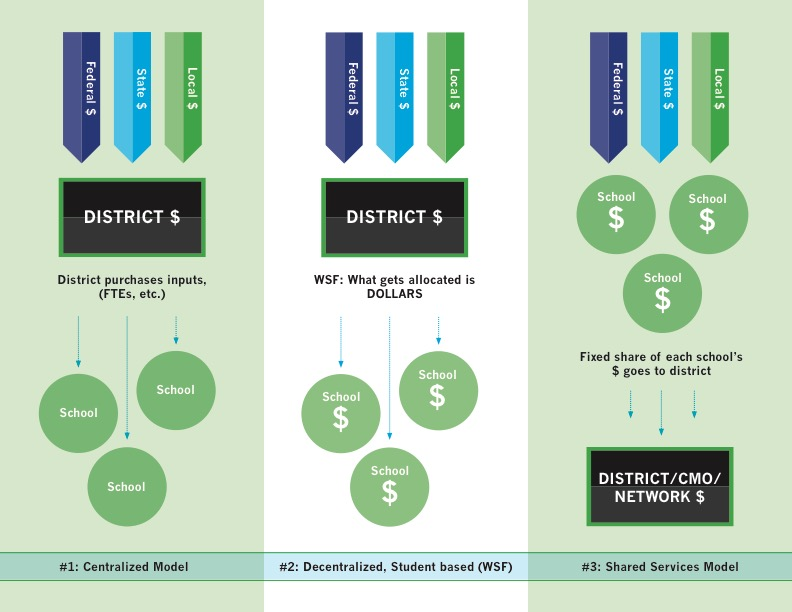 Federal $
State $
Local $
DISTRICT $
District purchases inputs,
(FTEs, etc.)
School
School
School
#1: Centralized Model
Federal $
State $
Local $
DISTRICT $
WSF: What gets allocated is
DOLLARS
School
$
School
$
School
$
#2: Decentralized, Student based (WSF)
Federal $
State $
Local $
School
$
School
$
School
$
Fixed share of each school's
$ goes to district
DISTRICT/CMO/
NETWORK $
#3: Shared Services Model